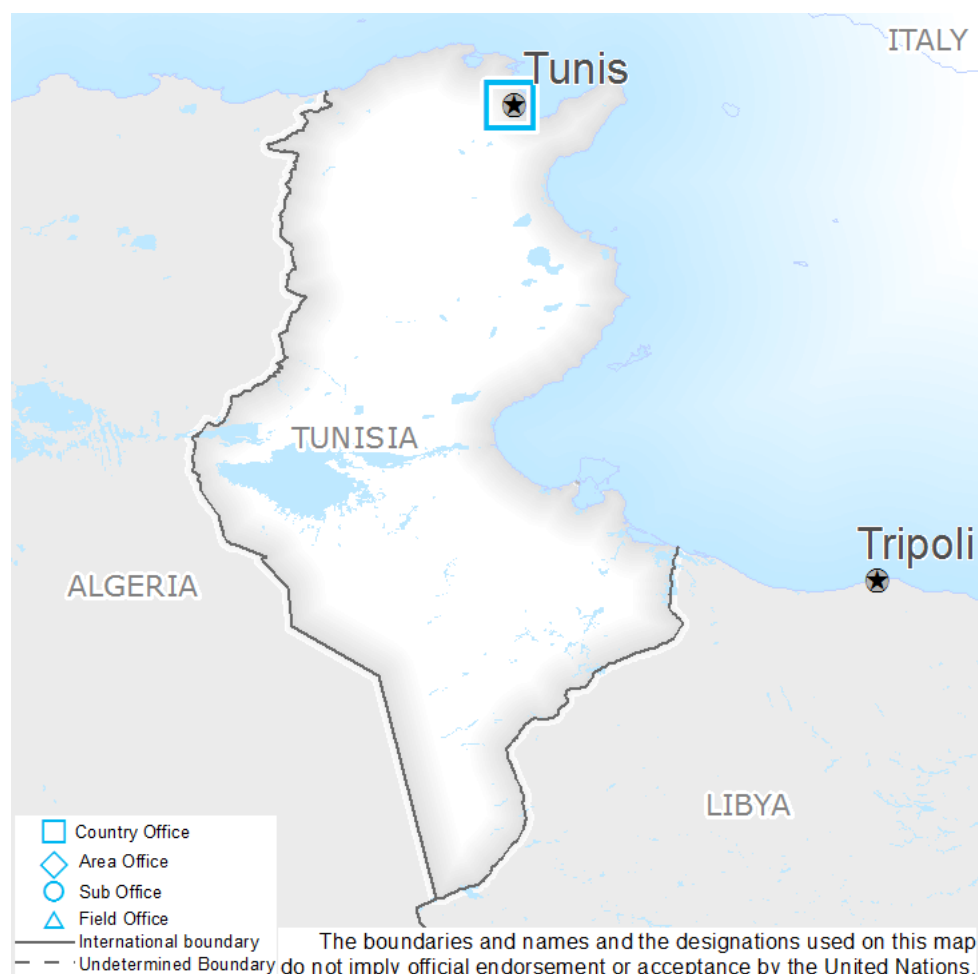 ITALY
Tunis
TUNISIA
Tripoli
ALGERIA
LIBYA
Country Office
Area Office
Sub Office
Field Office
International boundary
Undetermined Boundary
The boundaries and names and the designations used on this map
do not imply official endorsement or acceptance by the United Nations.